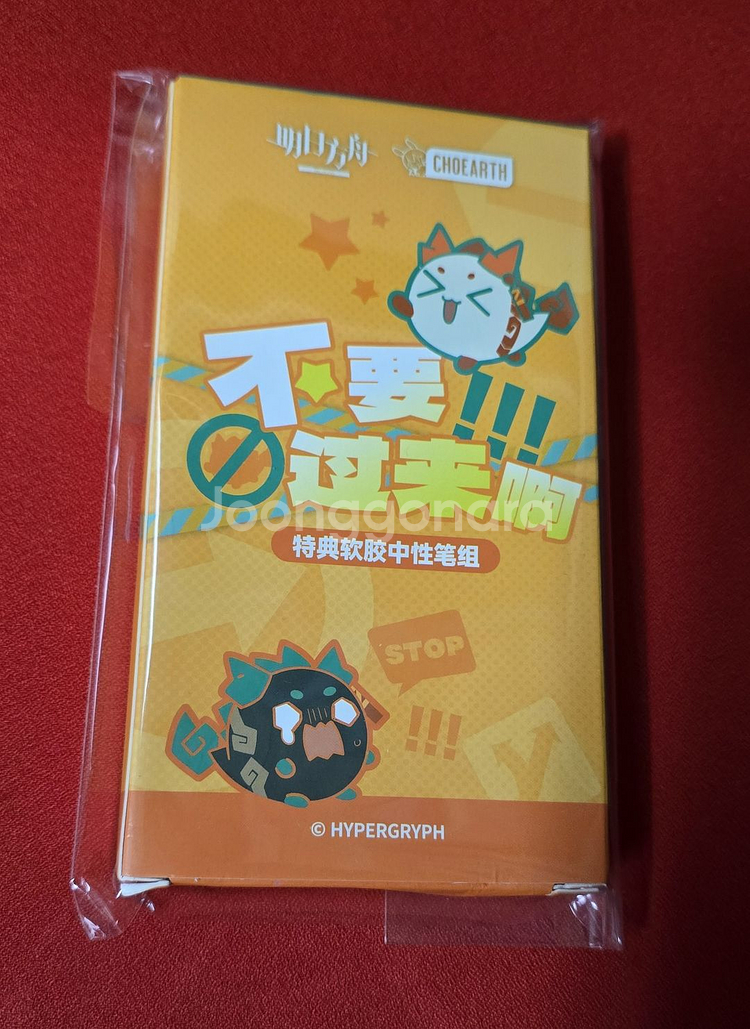 明日方舟 CHOEARTH
不要!!!
过来啊
Joonggonara
特典软胶中性笔组
STOP
!!!
© HYPERGRYPH